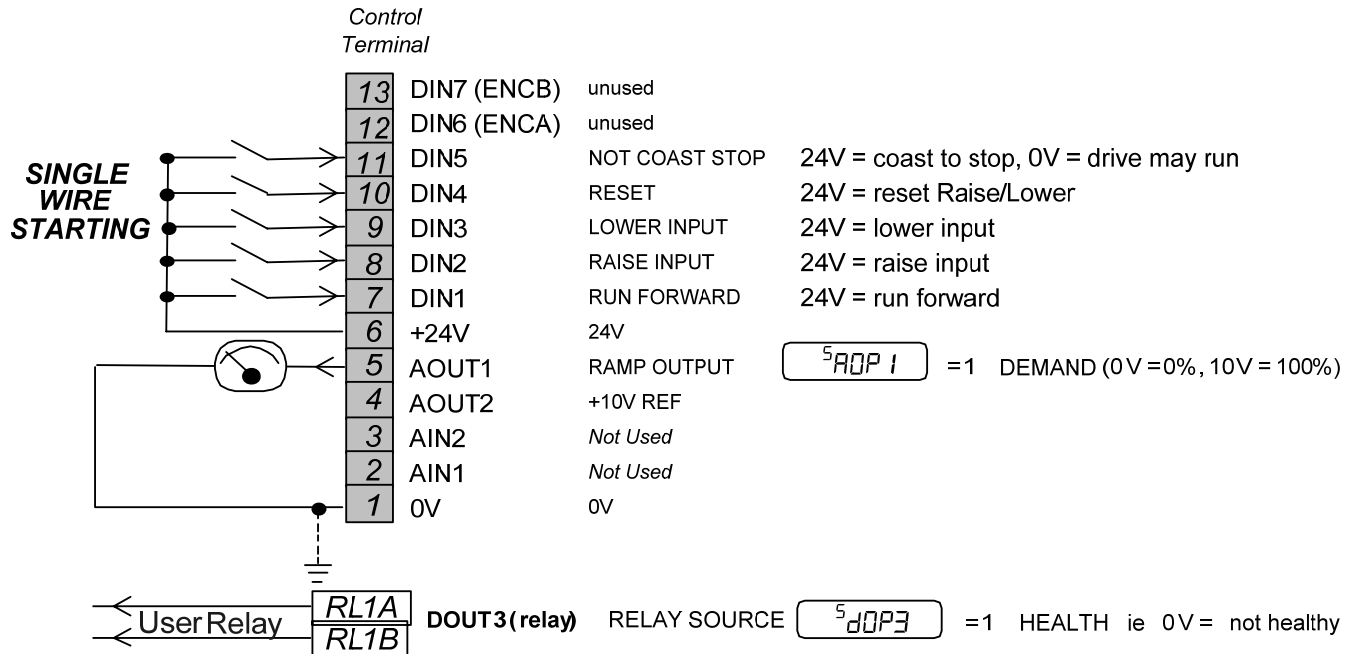 Control
Terminal
13 DIN7 (ENCB) unused
12 DIN6 (ENCA) unused
11 DIN5 NOT COAST STOP 24V = coast to stop, 0V = drive may run
SINGLE
WIRE
STARTING
10 DIN4 RESET 24V = reset Raise/Lower
9 DIN3 LOWER INPUT 24V = lower input
8 DIN2 RAISE INPUT 24V = raise input
7 DIN1 RUN FORWARD 24V = run forward
6 +24V 24V
5 AOUT1 RAMP OUTPUT SAOP1 =1 DEMAND (0V =0%, 10V = 100%)
4 AOUT2 +10V REF
3 AIN2 Not Used
2 AIN1 Not Used
1 0V 0V
User Relay RL1A DOUT3 (relay) RELAY SOURCE SdOP3 =1 HEALTH ie 0V = not healthy
RL1B